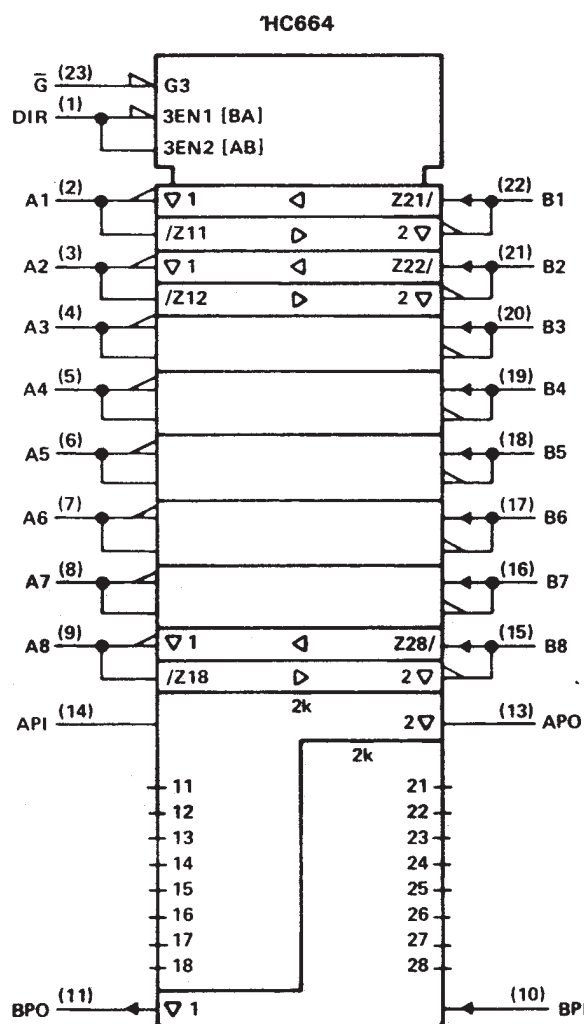 'HC664
G (23) G3
DIR (1) 3EN1 [BA]
3EN2 [AB]
A1 (2) ▽ 1 ◁ Z21/ (22) B1
/Z11 ▷ 2 ▽
A2 (3) ▽ 1 ◁ Z22/ (21) B2
/Z12 ▷ 2 ▽
A3 (4) (20) B3
A4 (5) (19) B4
A5 (6) (18) B5
A6 (7) (17) B6
A7 (8) (16) B7
A8 (9) ▽ 1 ◁ Z28/ (15) B8
/Z18 ▷ 2 ▽
2k
API (14) 2 ▽ (13) APO
2k
11 21
12 22
13 23
14 24
15 25
16 26
17 27
18 28
BPO (11) ▽ 1 (10)